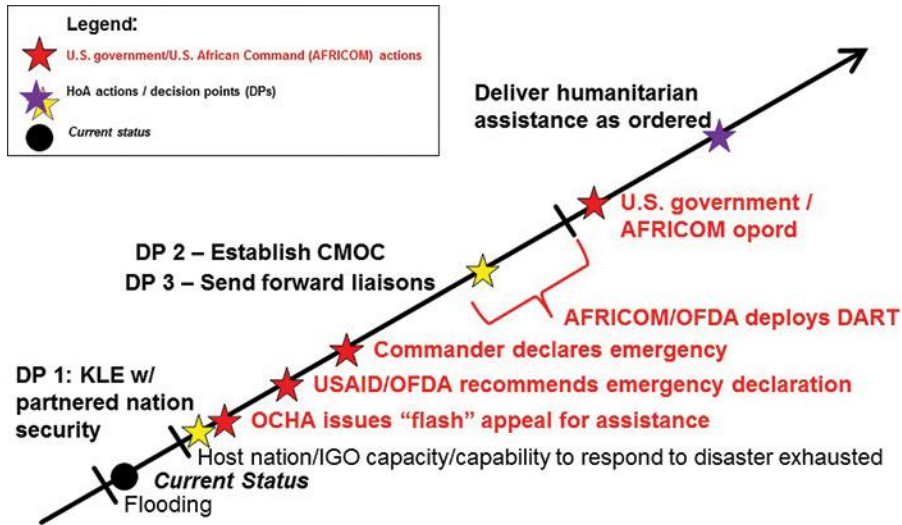 Legend:
U.S. government/U.S. African Command (AFRICOM) actions
HoA actions / decision points (DPs)
Current status
Deliver humanitarian
assistance as ordered
U.S. government /
AFRICOM opord
DP 2 – Establish CMOC
DP 3 – Send forward liaisons
AFRICOM/OFDA deploys DART
Commander declares emergency
DP 1: KLE w/
partnered nation
security
USAID/OFDA recommends emergency declaration
OCHA issues “flash” appeal for assistance
Host nation/IGO capacity/capability to respond to disaster exhausted
Current Status
Flooding